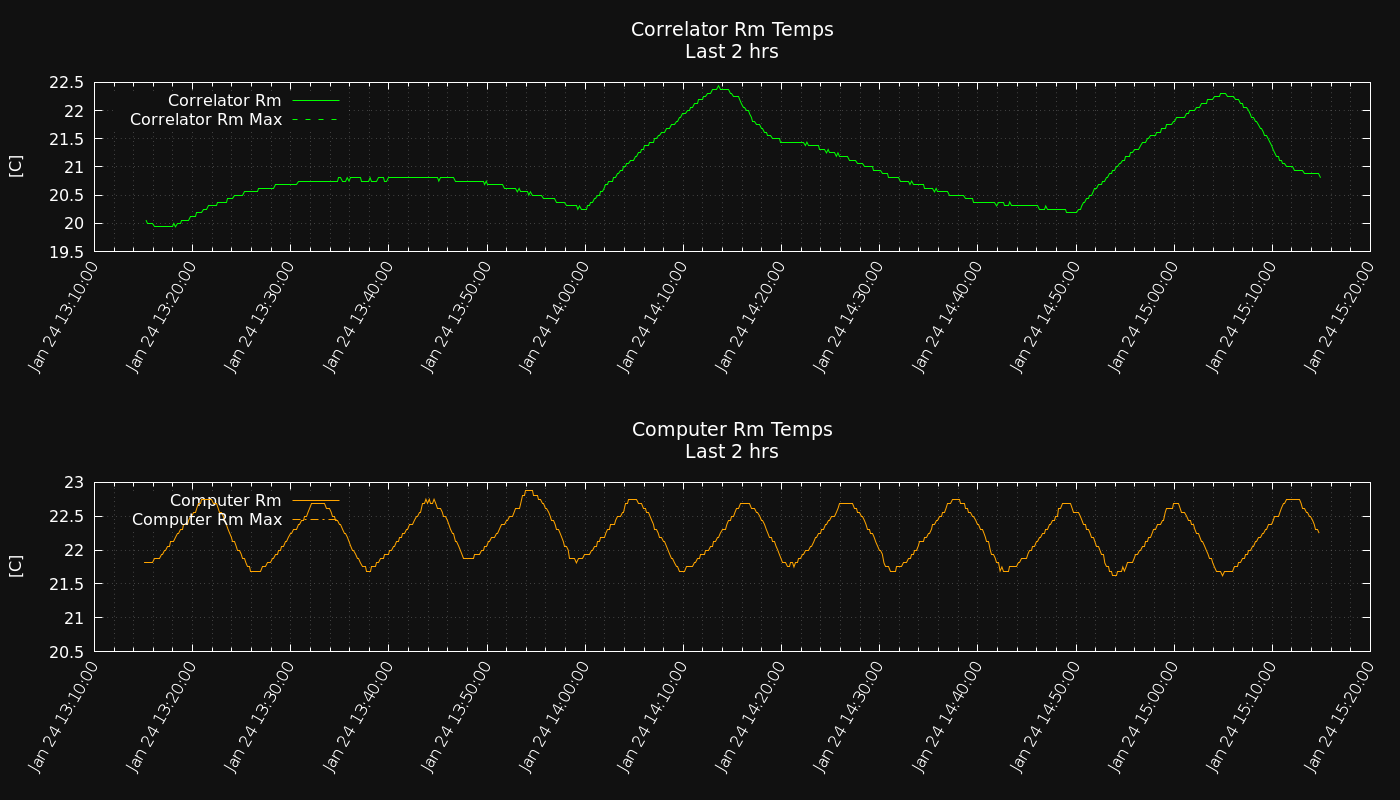 Correlator Rm Temps
Last 2 hrs
22.5
22
21.5
21
20.5
20
19.5
[C]
Correlator Rm
Correlator Rm Max
Jan 24 13:10:00
Jan 24 13:20:00
Jan 24 13:30:00
Jan 24 13:40:00
Jan 24 13:50:00
Jan 24 14:00:00
Jan 24 14:10:00
Jan 24 14:20:00
Jan 24 14:30:00
Jan 24 14:40:00
Jan 24 14:50:00
Jan 24 15:00:00
Jan 24 15:10:00
Jan 24 15:20:00
Computer Rm Temps
Last 2 hrs
23
22.5
22
21.5
21
20.5
[C]
Computer Rm
Computer Rm Max
Jan 24 13:10:00
Jan 24 13:20:00
Jan 24 13:30:00
Jan 24 13:40:00
Jan 24 13:50:00
Jan 24 14:00:00
Jan 24 14:10:00
Jan 24 14:20:00
Jan 24 14:30:00
Jan 24 14:40:00
Jan 24 14:50:00
Jan 24 15:00:00
Jan 24 15:10:00
Jan 24 15:20:00